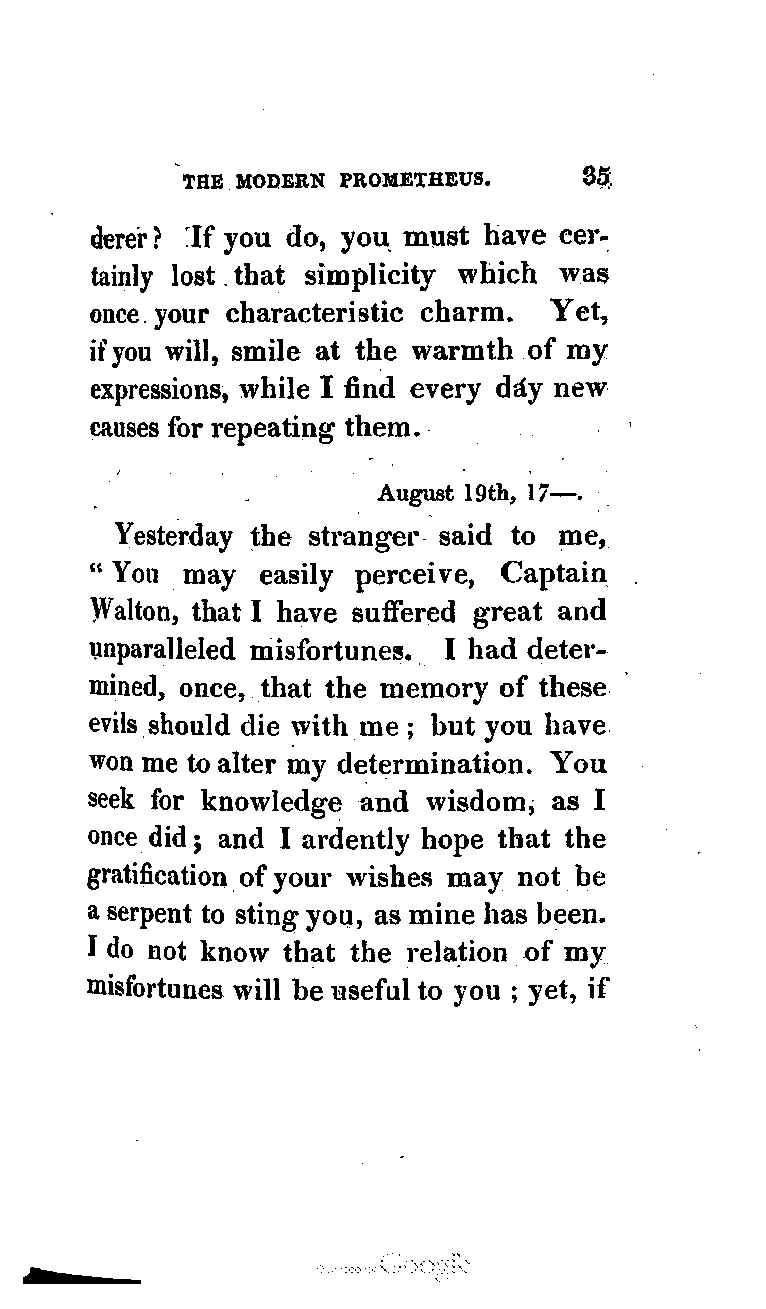 THE MODERN PROMETHEUS. 35
derer? If you do, you must have cer-
tainly lost that simplicity which was
once your characteristic charm. Yet,
if you will, smile at the warmth of my
expressions, while I find every day new
causes for repeating them.
August 19th, 17—.
Yesterday the stranger said to me,
“ You may easily perceive, Captain
Walton, that I have suffered great and
unparalleled misfortunes. I had deter-
mined, once, that the memory of these
evils should die with me ; but you have
won me to alter my determination. You
seek for knowledge and wisdom, as I
once did ; and I ardently hope that the
gratification of your wishes may not be
a serpent to sting you, as mine has been.
I do not know that the relation of my
misfortunes will be useful to you ; yet, if
Google